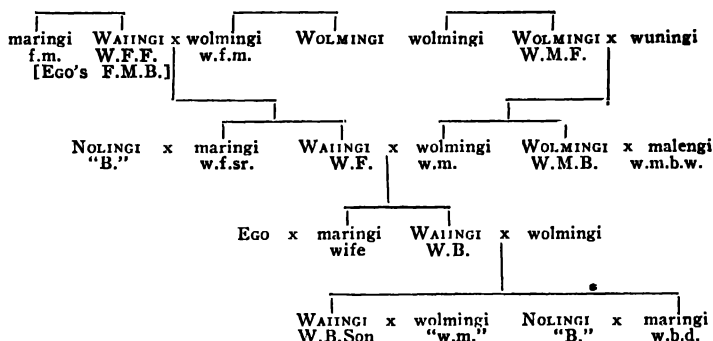 maringi WAIINGI x wolmingi WOLMINGI wolmingi WOLMINGI x wuningi
f.m. W.F.F. w.f.m. W.M.F.
[EGO'S F.M.B.]
NOLINGI x maringi WAIINGI x wolmingi WOLMINGI x malengi
"B." w.f.sr. W.F. w.m. W.M.B. w.m.b.w.
EGO x maringi WAIINGI x wolmingi
wife W.B.
WAIINGI x wolmingi NOLINGI x maringi
W.B.Son "w.m." "B." w.b.d.